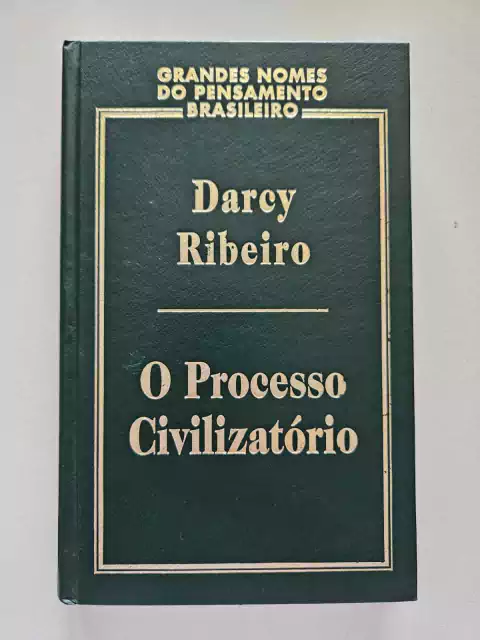 GRANDES NOMES
DO PENSAMENTO
BRASILEIRO
Darcy
Ribeiro
O Processo
Civilizatório